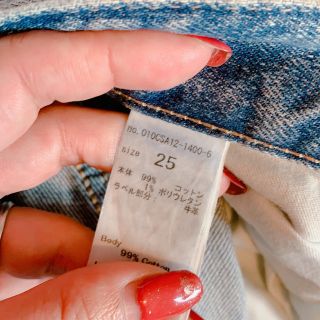 no. 010CSA12-1400-6
size 25
本体 99% コットン
1% ポリウレタン
ラベル部分 牛革
Body
99% Cotton